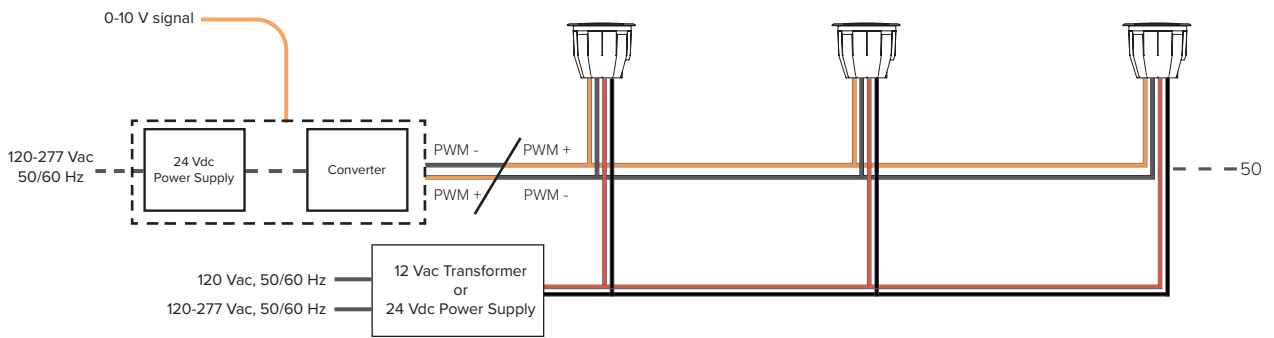 0-10 V signal
120-277 Vac
50/60 Hz
24 Vdc
Power Supply
Converter
PWM -
PWM +
PWM +
PWM -
50
120 Vac, 50/60 Hz
120-277 Vac, 50/60 Hz
12 Vac Transformer
or
24 Vdc Power Supply